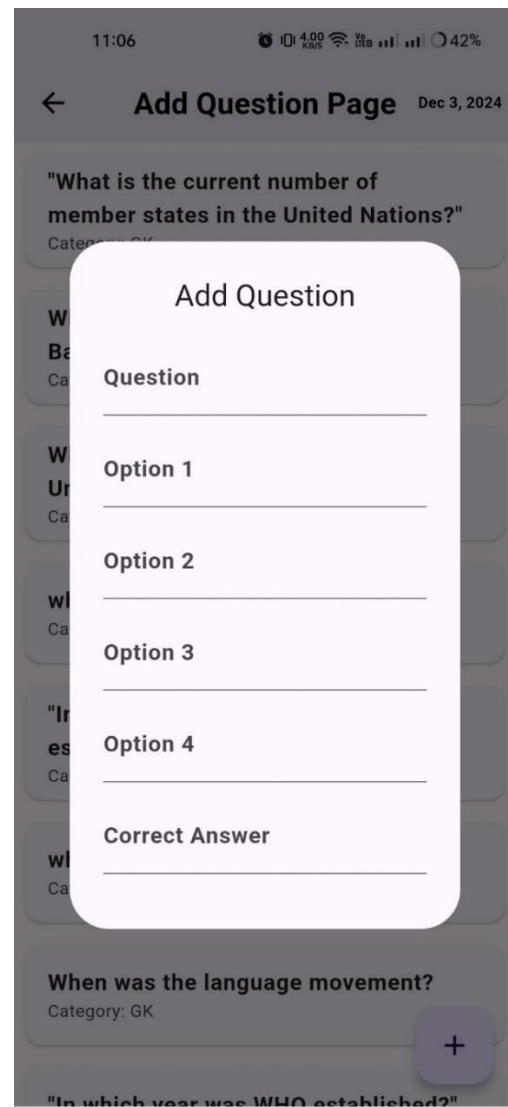 11:06 4.00 KB/S Vo LTE 42%
Add Question Page Dec 3, 2024
"What is the current number of
member states in the United Nations?"
Category: GK
Add Question
Question
Option 1
Option 2
Option 3
Option 4
Correct Answer
When was the language movement?
Category: GK
+
"In which year was WHO established?"